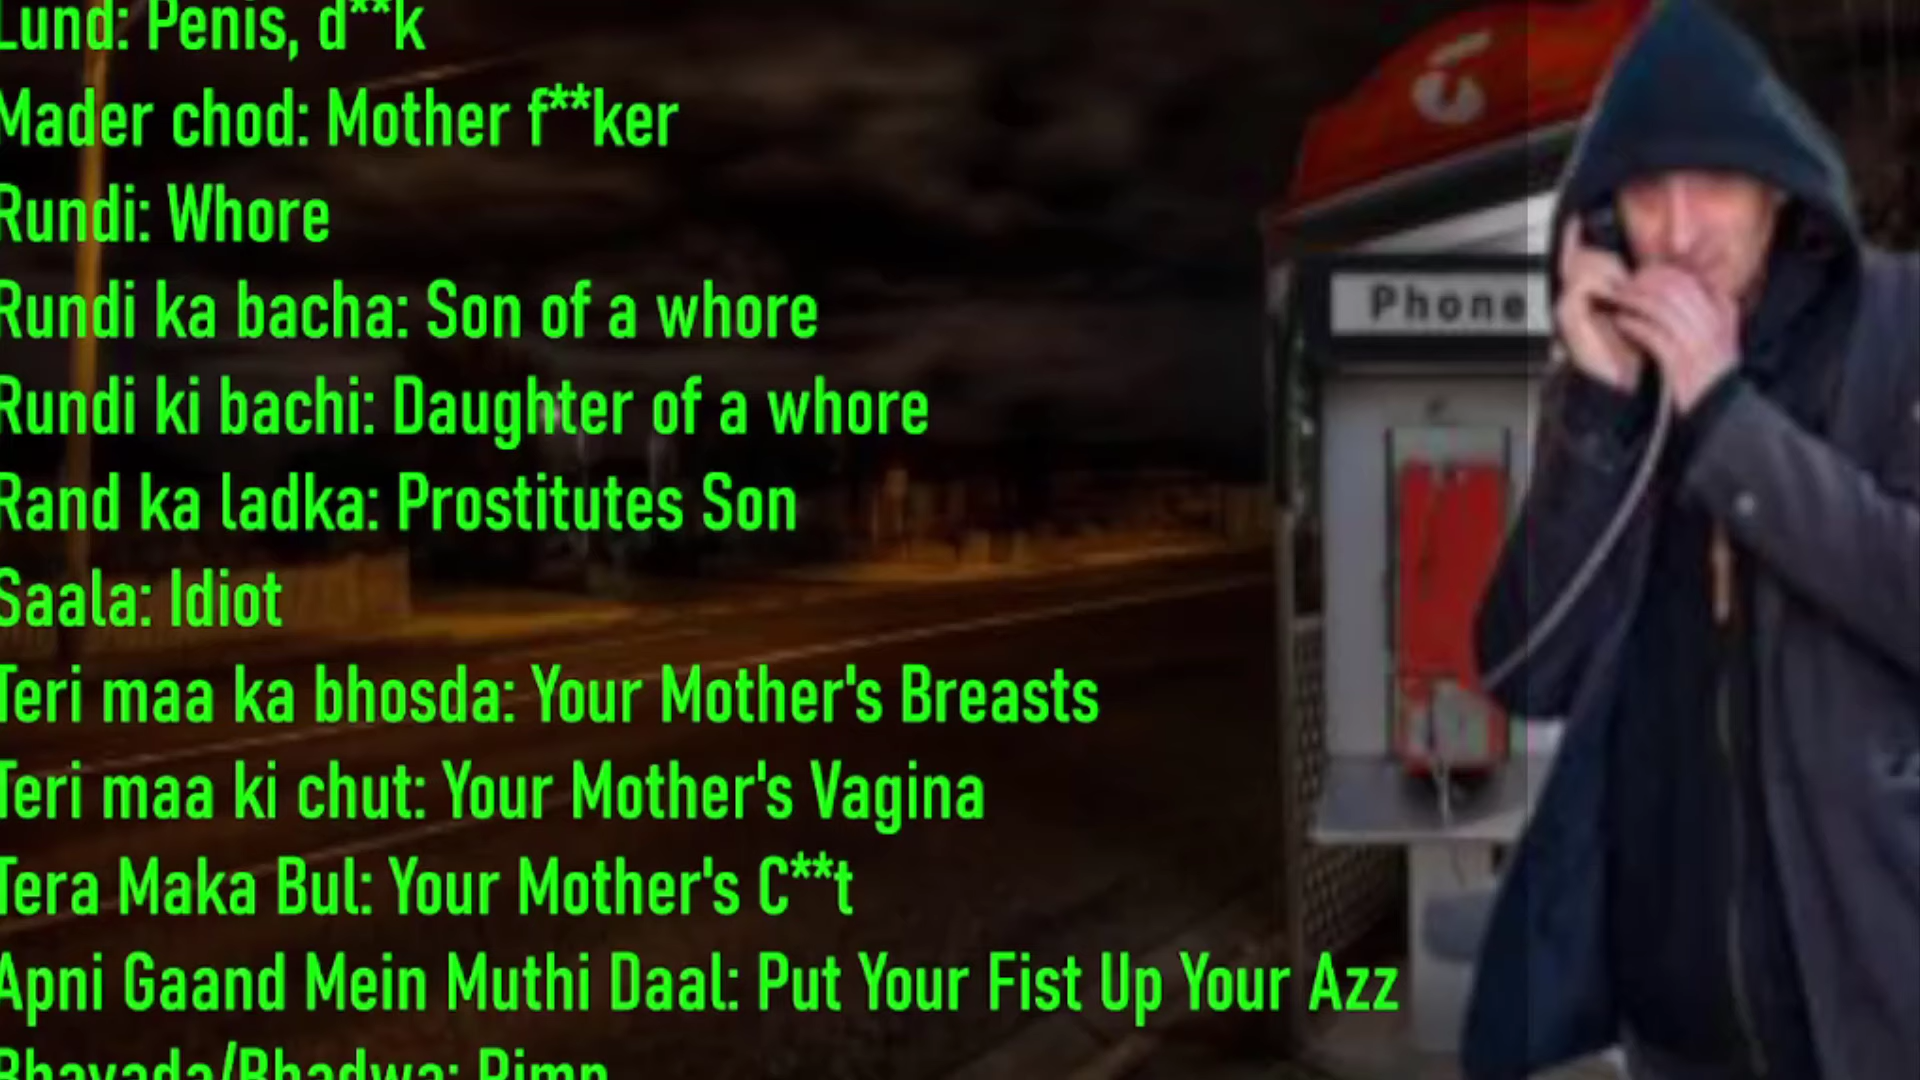 Lund: Penis, d**k
Mader chod: Mother f**ker
Rundi: Whore
Rundi ka bacha: Son of a whore
Rundi ki bachi: Daughter of a whore
Rand ka ladka: Prostitutes Son
Saala: Idiot
Teri maa ka bhosda: Your Mother's Breasts
Teri maa ki chut: Your Mother's Vagina
Tera Maka Bul: Your Mother's C**t
Apni Gaand Mein Muthi Daal: Put Your Fist Up Your Azz
Bhavada/Bhadwa: Pimp
Phone